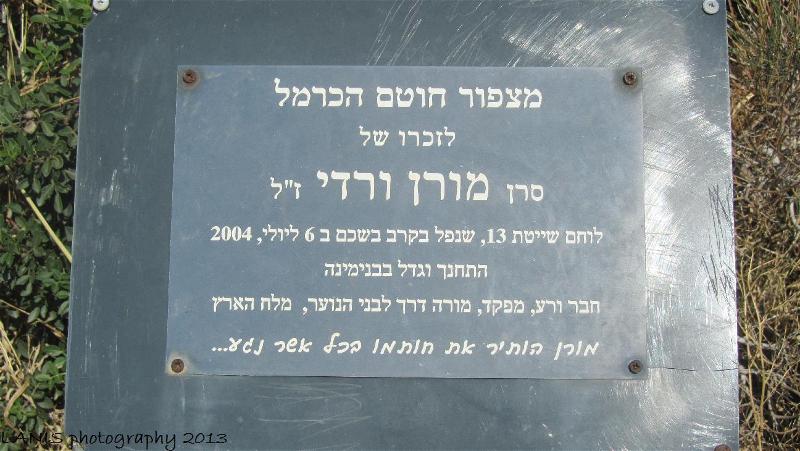 מצפור חוטם הכרמל
לזכרו של
סרן מורן ורדי ז"ל
לוחם שייטת 13, שנפל בקרב בשכם ב 6 ליולי, 2004
התחנך וגדל בבנימינה
חבר ורע, מפקד, מורה דרך לבני הנוער, מלח הארץ
מורן הותיר את חותמו בכל אשר נגע...
LANIS photography 2013